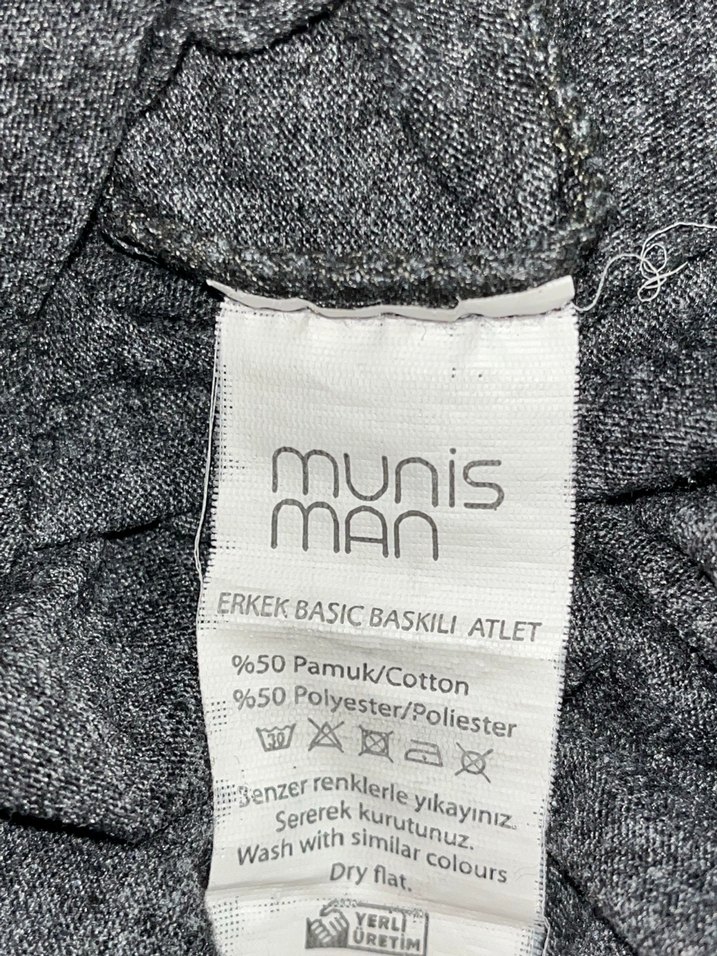 munis
MAN
ERKEK BASIC BASKILI ATLET
%50 Pamuk/Cotton
%50 Polyester/Poliester
30
Benzer renklerle yıkayınız.
Sererek kurutunuz.
Wash with similar colours
Dry flat.
YERLİ
ÜRETİM